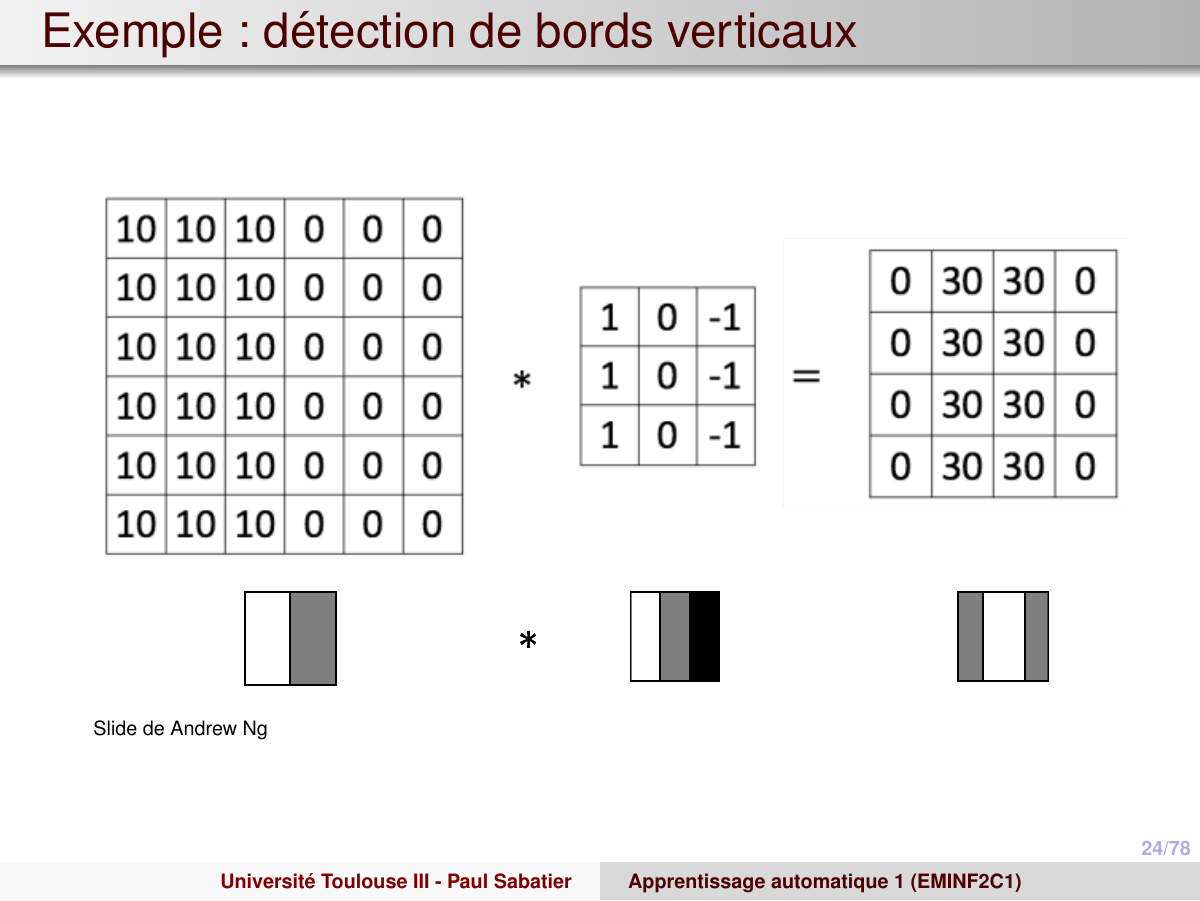 Exemple : détection de bords verticaux
10 10 10 0 0 0
10 10 10 0 0 0
10 10 10 0 0 0
10 10 10 0 0 0
10 10 10 0 0 0
10 10 10 0 0 0
*
1 0 -1
1 0 -1
1 0 -1
=
0 30 30 0
0 30 30 0
0 30 30 0
0 30 30 0
*
Slide de Andrew Ng
24/78
Université Toulouse III - Paul Sabatier
Apprentissage automatique 1 (EMINF2C1)